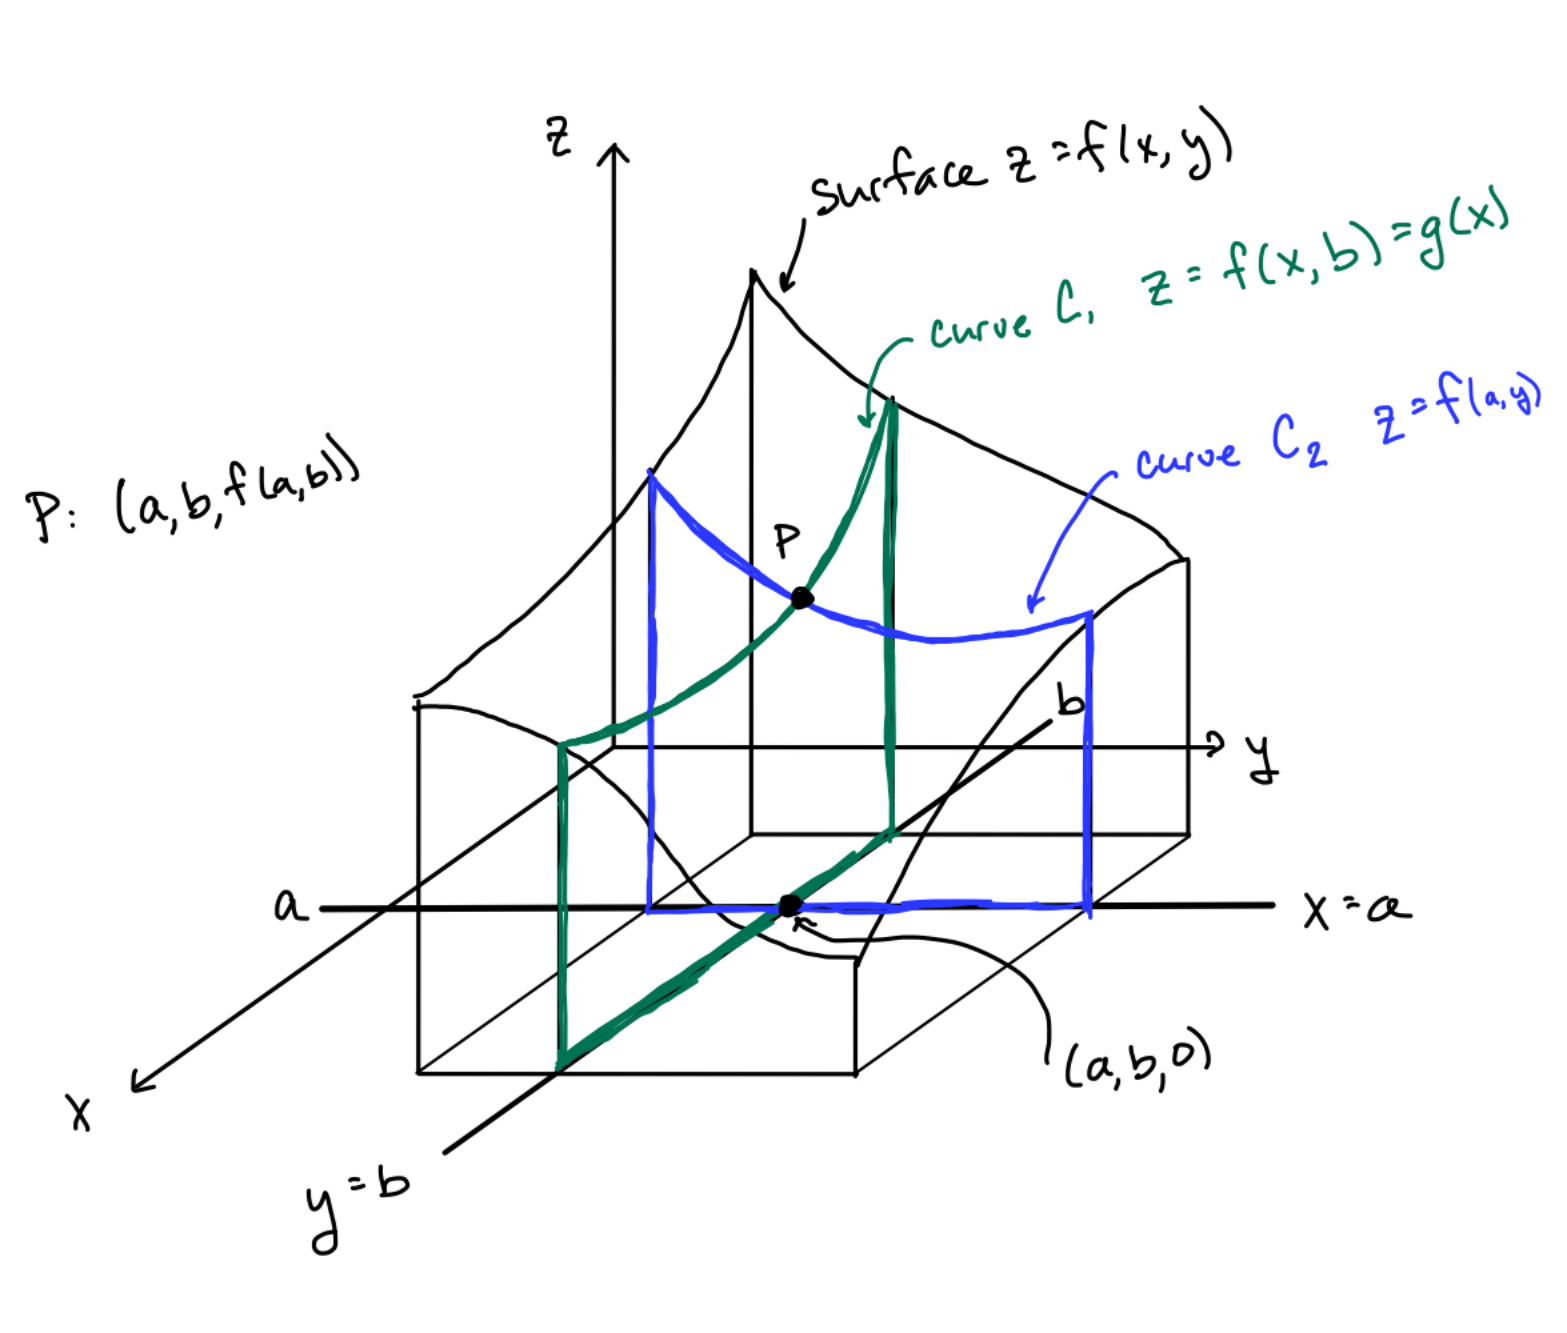 z
surface z = f(x, y)
curve C₁ z = f(x, b) = g(x)
curve C₂ z = f(a, y)
P: (a, b, f(a, b))
P
b
y
a
x = a
(a, b, 0)
x
y = b